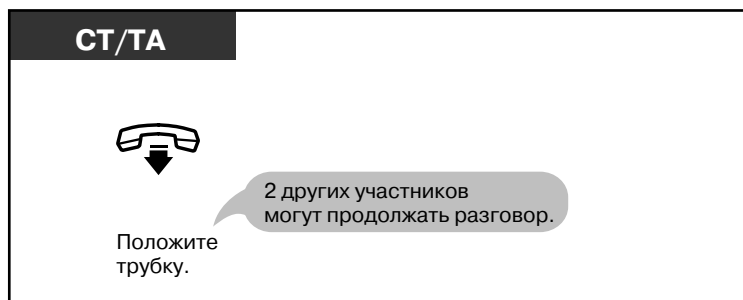 СТ/ТА
2 других участников
могут продолжать разговор.
Положите
трубку.